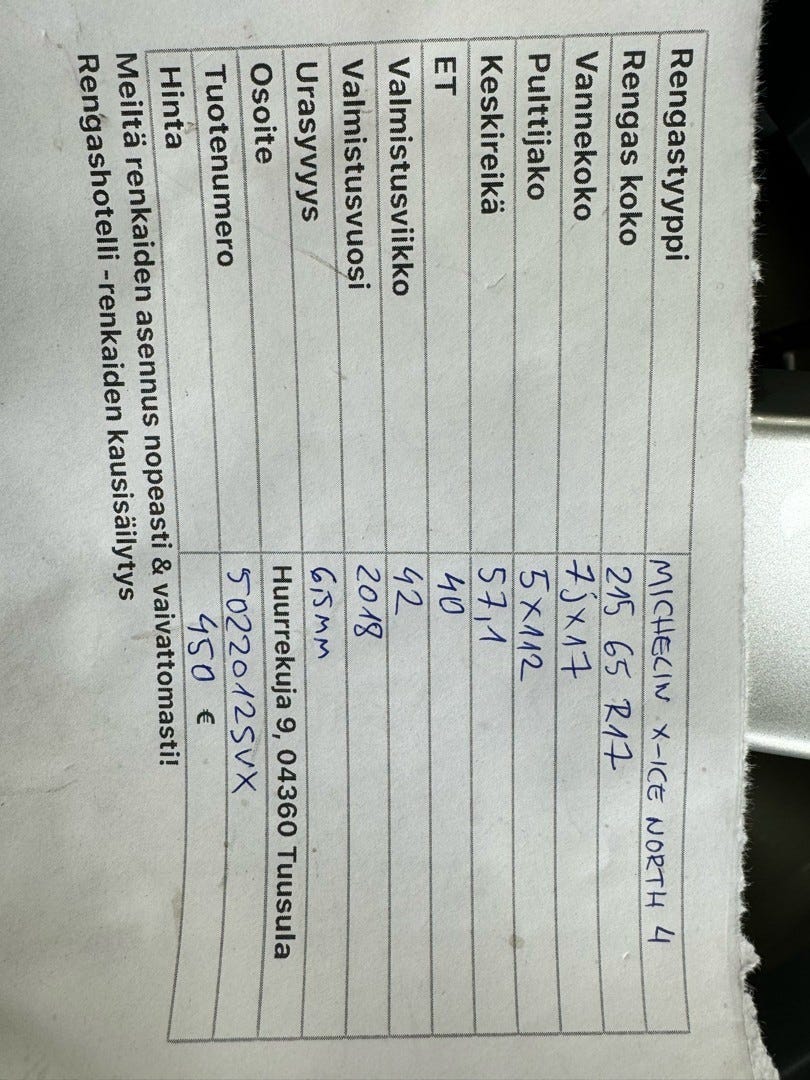 Rengastyyppi MICHELIN X-ICE NORTH 4
Rengas koko 215 65 R17
Vannekoko 7jx17
Pulttijako 5x112
Keskireikä 57,1
ET 40
Valmistusviikko 42
Valmistusvuosi 2018
Urasyvyys 6,5mm
Osoite Huurrekuja 9, 04360 Tuusula
Tuotenumero 50220125VX
Hinta 450 €
Meiltä renkaiden asennus nopeasti & vaivattomasti!
Rengashotelli -renkaiden kausisäilytys